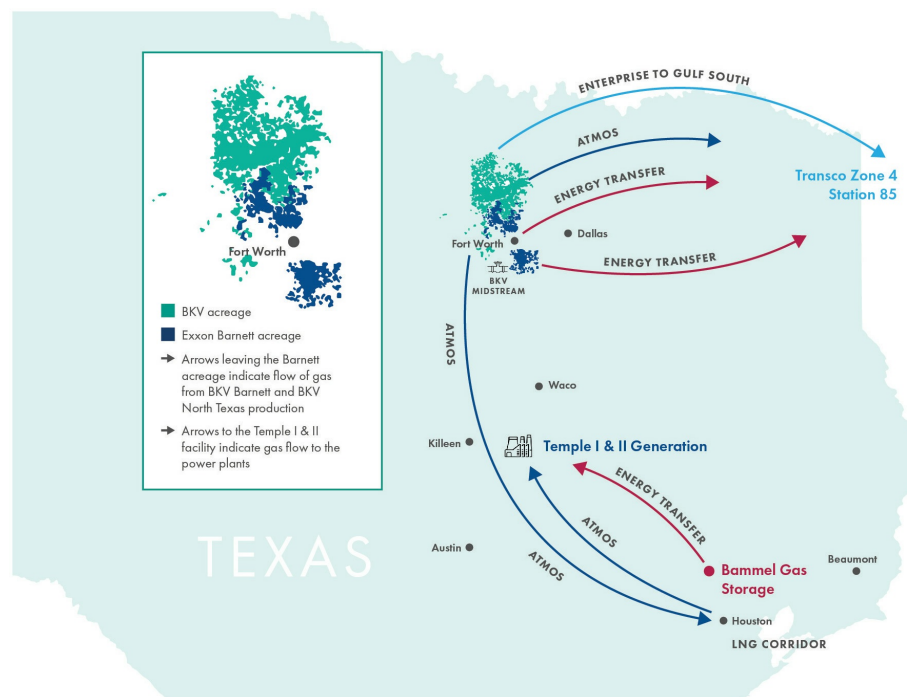 Fort Worth
BKV acreage
Exxon Barnett acreage
Arrows leaving the Barnett
acreage indicate flow of gas
from BKV Barnett and BKV
North Texas production
Arrows to the Temple I & II
facility indicate gas flow to the
power plants
ENTERPRISE TO GULF SOUTH
ATMOS
ENERGY TRANSFER
Transco Zone 4
Station 85
Fort Worth
Dallas
BKV
MIDSTREAM
ENERGY TRANSFER
ATMOS
Waco
Killeen
Temple I & II Generation
ENERGY TRANSFER
ATMOS
TEXAS
Austin
ATMOS
Bammel Gas
Storage
Beaumont
Houston
LNG CORRIDOR